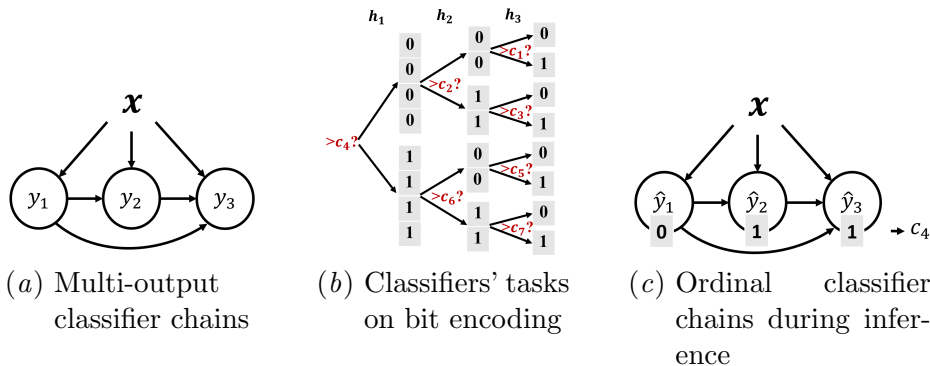 x
y₁ y₂ y₃
(a) Multi-output
classifier chains
h₁ h₂ h₃
0 0 0
0 >c₁?
0 1
0 >c₂?
0 1 0
>c₃?
0 1 1
>c₄?
1 0 0
>c₅?
1 0 1
>c₆?
1 1 0
>c₇?
1 1 1
(b) Classifiers' tasks
on bit encoding
x
ŷ₁ ŷ₂ ŷ₃
0 1 1 c₄
(c) Ordinal classifier
chains during infer-
ence